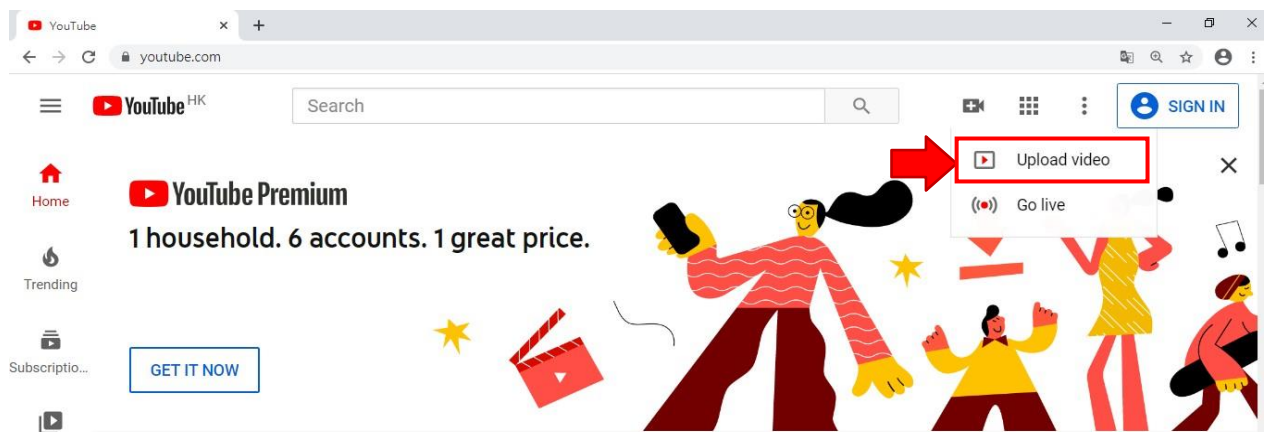 YouTube
youtube.com
YouTube HK
Search
SIGN IN
Upload video
Go live
Home
YouTube Premium
1 household. 6 accounts. 1 great price.
Trending
Subscriptio...
GET IT NOW